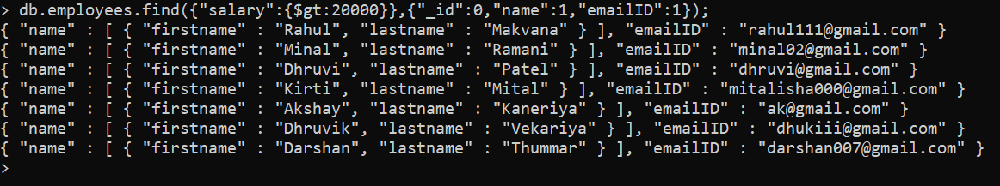 > db.employees.find({"salary":{$gt:20000}},{"_id":0,"name":1,"emailID":1});
{ "name" : [ { "firstname" : "Rahul", "lastname" : "Makvana" } ], "emailID" : "rahul111@gmail.com" }
{ "name" : [ { "firstname" : "Minal", "lastname" : "Ramani" } ], "emailID" : "minal02@gmail.com" }
{ "name" : [ { "firstname" : "Dhruvi", "lastname" : "Patel" } ], "emailID" : "dhruvi@gmail.com" }
{ "name" : [ { "firstname" : "Kirti", "lastname" : "Mital" } ], "emailID" : "mitalisha000@gmail.com" }
{ "name" : [ { "firstname" : "Akshay", "lastname" : "Kaneriya" } ], "emailID" : "ak@gmail.com" }
{ "name" : [ { "firstname" : "Dhruvik", "lastname" : "Vekariya" } ], "emailID" : "dhukiii@gmail.com" }
{ "name" : [ { "firstname" : "Darshan", "lastname" : "Thummar" } ], "emailID" : "darshan007@gmail.com" }
>